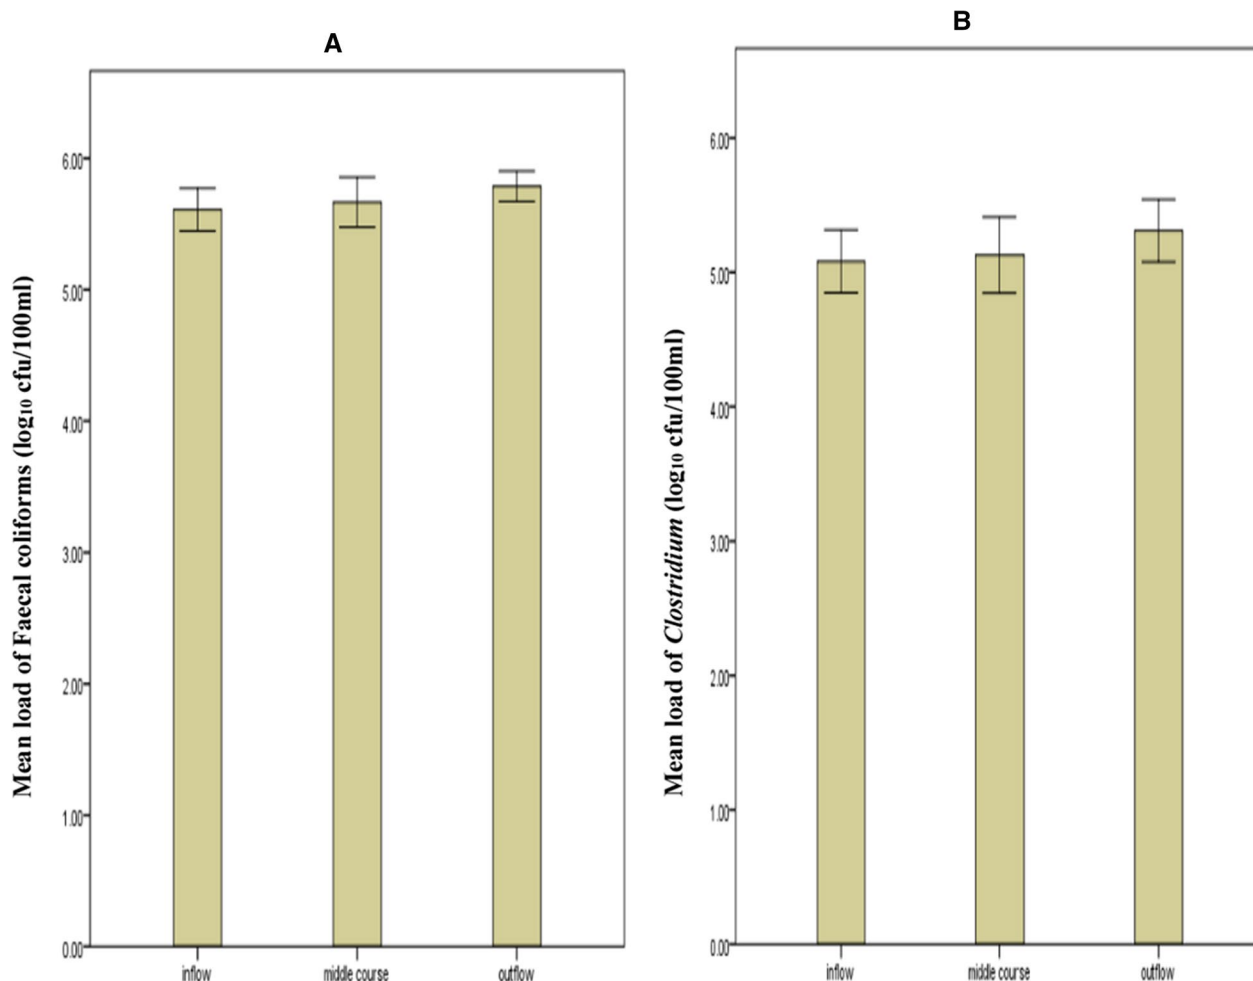 A
Mean load of Faecal coliforms (log₁₀ cfu/100ml)
6.00
5.00
4.00
3.00
2.00
1.00
0.00
inflow
middle course
outflow
B
Mean load of Clostridium (log₁₀ cfu/100ml)
6.00
5.00
4.00
3.00
2.00
1.00
0.00
inflow
middle course
outflow